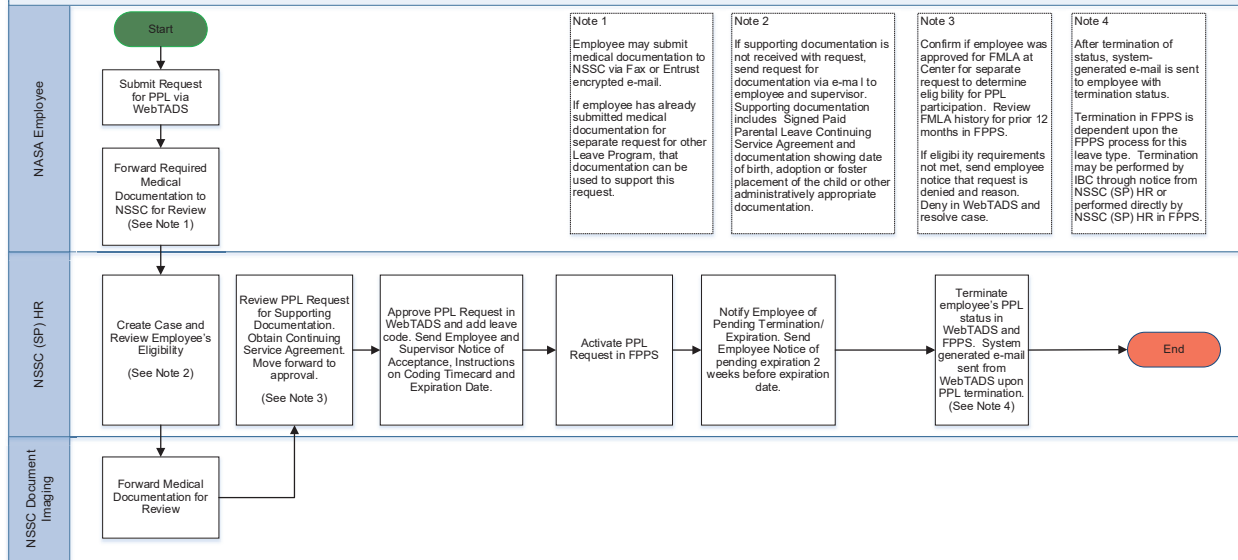 Start
Submit Request
for PPL via
WebTADS
Forward Required
Medical
Documentation to
NSSC for Review
(See Note 1)
Note 1
Employee may submit
medical documentation to
NSSC via Fax or Entrust
encrypted e-mail.
If employee has already
submitted medical
documentation for
separate request for other
Leave Program, that
documentation can be
used to support this
request.
Note 2
If supporting documentation is
not received with request,
send request for
documentation via e-ma l to
employee and supervisor.
Supporting documentation
includes Signed Paid
Parental Leave Continuing
Service Agreement and
documentation showing date
of birth, adoption or foster
placement of the child or other
administratively appropriate
documentation.
Note 3
Confirm if employee was
approved for FMLA at
Center for separate
request to determine
elig bility for PPL
participation. Review
FMLA history for prior 12
months in FPPS.
If eligibi ity requirements
not met, send employee
notice that request is
denied and reason.
Deny in WebTADS and
resolve case.
Note 4
After termination of
status, system-
generated e-mail is sent
to employee with
termination status.
Termination in FPPS is
dependent upon the
FPPS process for this
leave type. Termination
may be performed by
IBC through notice from
NSSC (SP) HR or
performed directly by
NSSC (SP) HR in FPPS.
NASA Employee
NSSC (SP) HR
Create Case and
Review Employee's
Eligibility
(See Note 2)
Review PPL Request
for Supporting
Documentation.
Obtain Continuing
Service Agreement.
Move forward to
approval.
(See Note 3)
Approve PPL Request in
WebTADS and add leave
code. Send Employee and
Supervisor Notice of
Acceptance, Instructions
on Coding Timecard and
Expiration Date.
Activate PPL
Request in FPPS
Notify Employee of
Pending Termination/
Expiration. Send
Employee Notice of
pending expiration 2
weeks before expiration
date.
Terminate
employee's PPL
status in
WebTADS and
FPPS. System
generated e-mail
sent from
WebTADS upon
PPL termination.
(See Note 4)
End
NSSC Document
Imaging
Forward Medical
Documentation for
Review